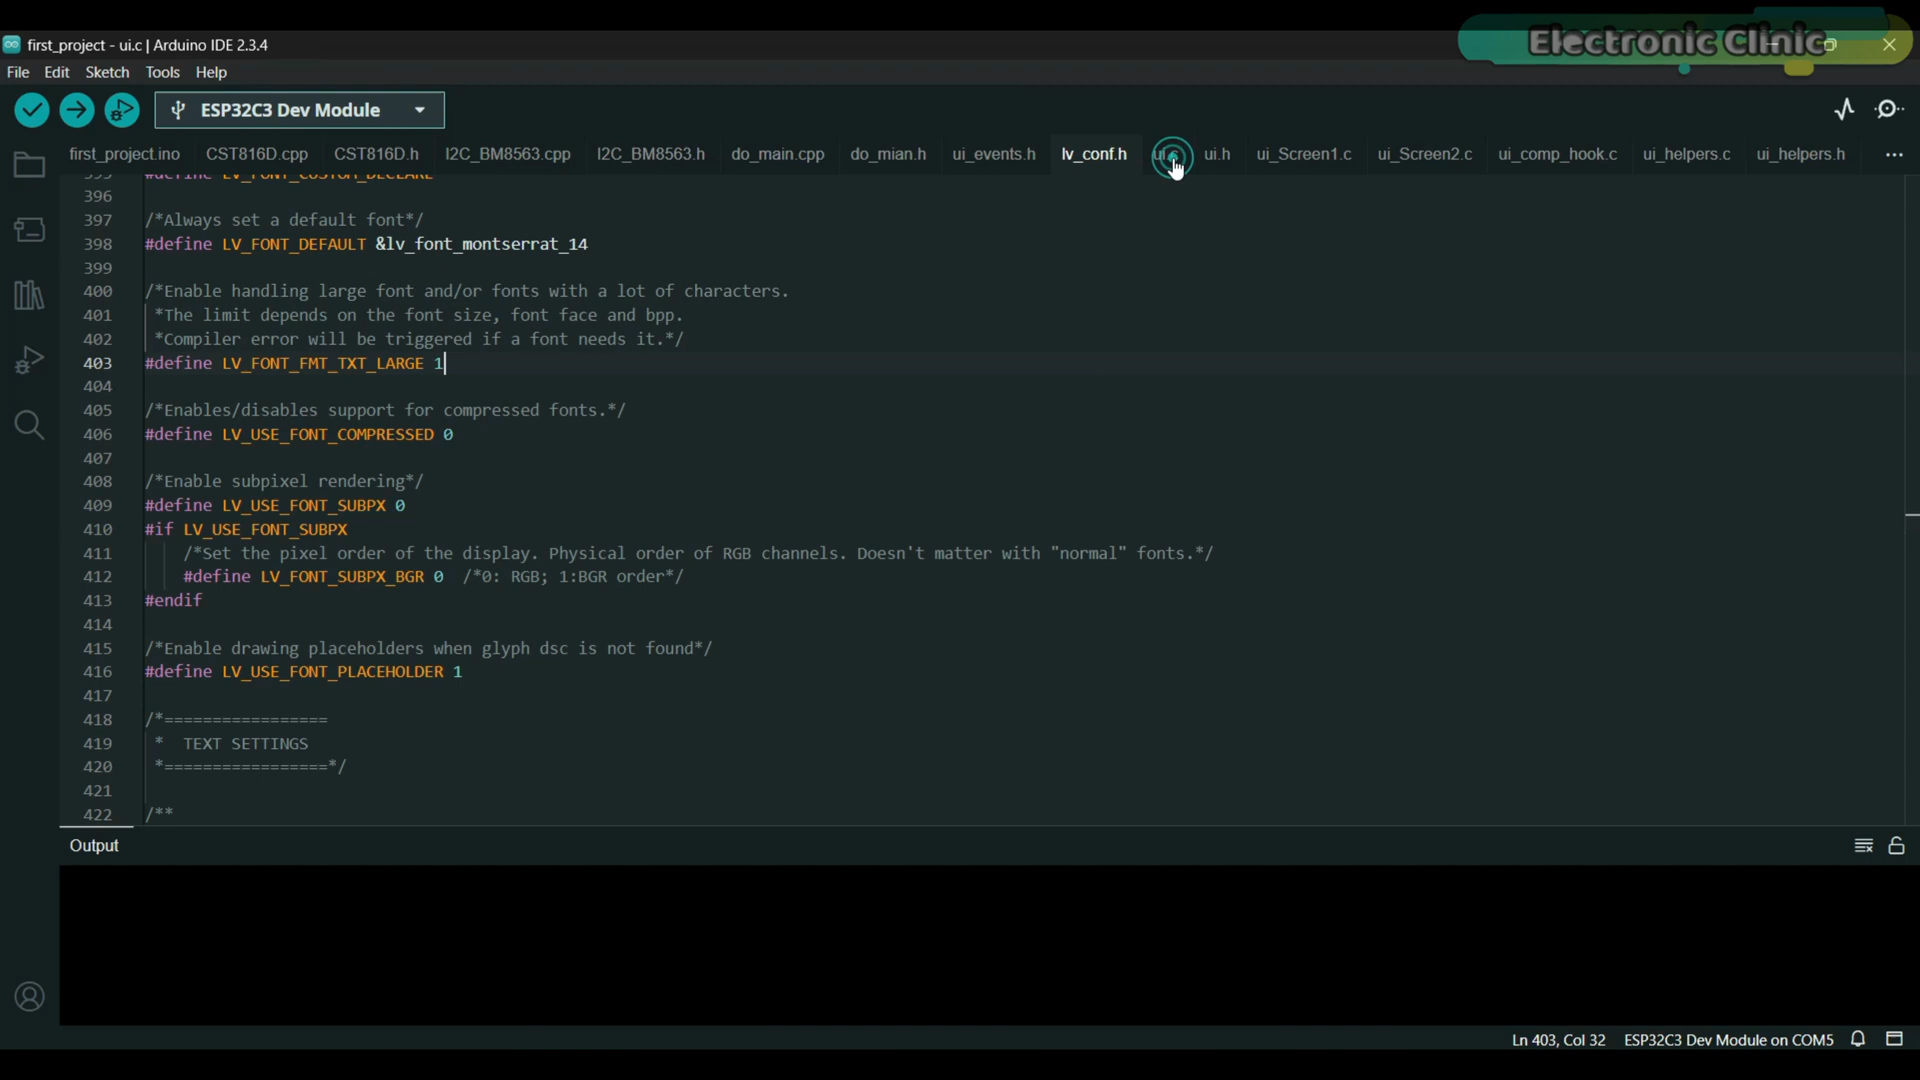 Electronic Clinic
first_project - ui.c | Arduino IDE 2.3.4
File Edit Sketch Tools Help
ESP32C3 Dev Module
first_project.ino CST816D.cpp CST816D.h I2C_BM8563.cpp I2C_BM8563.h do_main.cpp do_mian.h ui_events.h lv_conf.h ui.c ui.h ui_Screen1.c ui_Screen2.c ui_comp_hook.c ui_helpers.c ui_helpers.h ...
395 #define LV_FONT_CUSTOM_DECLARE
396
397 /*Always set a default font*/
398 #define LV_FONT_DEFAULT &lv_font_montserrat_14
399
400 /*Enable handling large font and/or fonts with a lot of characters.
401 *The limit depends on the font size, font face and bpp.
402 *Compiler error will be triggered if a font needs it.*/
403 #define LV_FONT_FMT_TXT_LARGE 1
404
405 /*Enables/disables support for compressed fonts.*/
406 #define LV_USE_FONT_COMPRESSED 0
407
408 /*Enable subpixel rendering*/
409 #define LV_USE_FONT_SUBPX 0
410 #if LV_USE_FONT_SUBPX
411 /*Set the pixel order of the display. Physical order of RGB channels. Doesn't matter with "normal" fonts.*/
412 #define LV_FONT_SUBPX_BGR 0 /*0: RGB; 1:BGR order*/
413 #endif
414
415 /*Enable drawing placeholders when glyph dsc is not found*/
416 #define LV_USE_FONT_PLACEHOLDER 1
417
418 /*=================
419 * TEXT SETTINGS
420 *=================*/
421
422 /**
Output
Ln 403, Col 32 ESP32C3 Dev Module on COM5